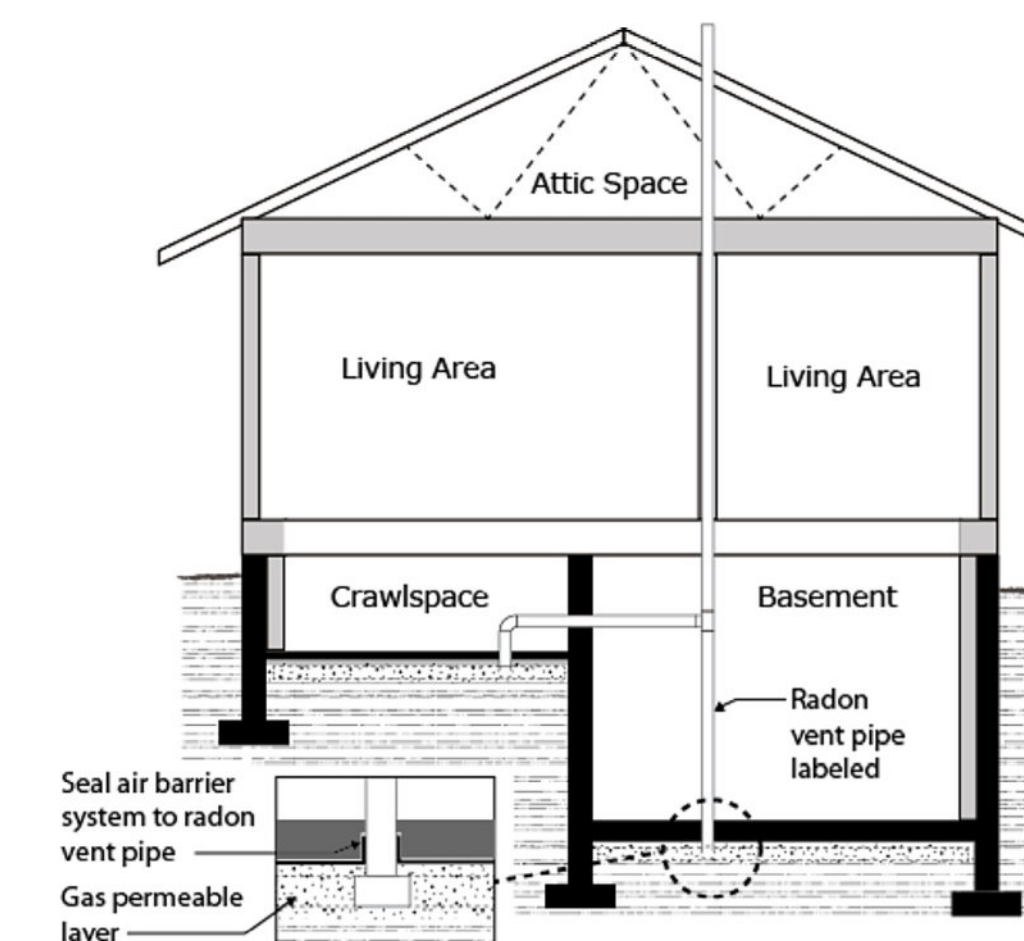 Attic Space
Living Area
Living Area
Crawlspace
Basement
Radon
vent pipe
labeled
Seal air barrier
system to radon
vent pipe
Gas permeable
layer